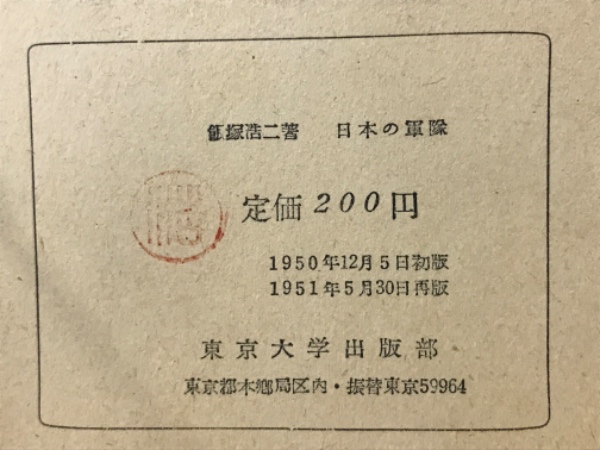 飯塚浩二著　日本の軍隊
定価200円
1950年12月5日初版
1951年5月30日再版
東京大学出版部
東京都本郷局区内・振替東京59964